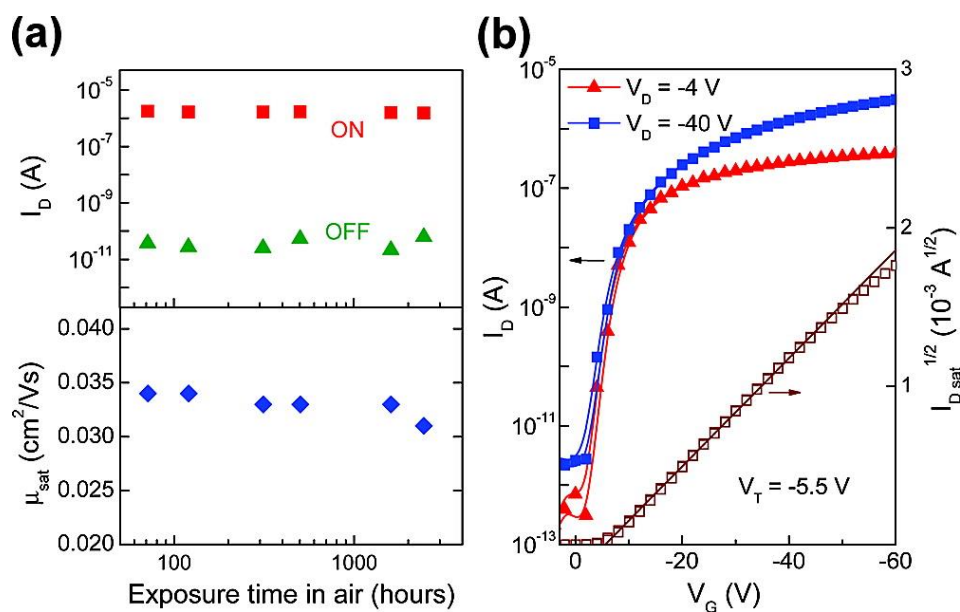 (a)
10^-5
10^-7
10^-9
10^-11
I_D (A)
ON
OFF
0.040
0.035
0.030
0.025
0.020
μ_sat (cm^2/Vs)
100
1000
Exposure time in air (hours)
(b)
10^-5
10^-7
10^-9
10^-11
10^-13
I_D (A)
V_D = -4 V
V_D = -40 V
V_T = -5.5 V
3
2
1
I_D sat^1/2 (10^-3 A^1/2)
0
-20
-40
-60
V_G (V)